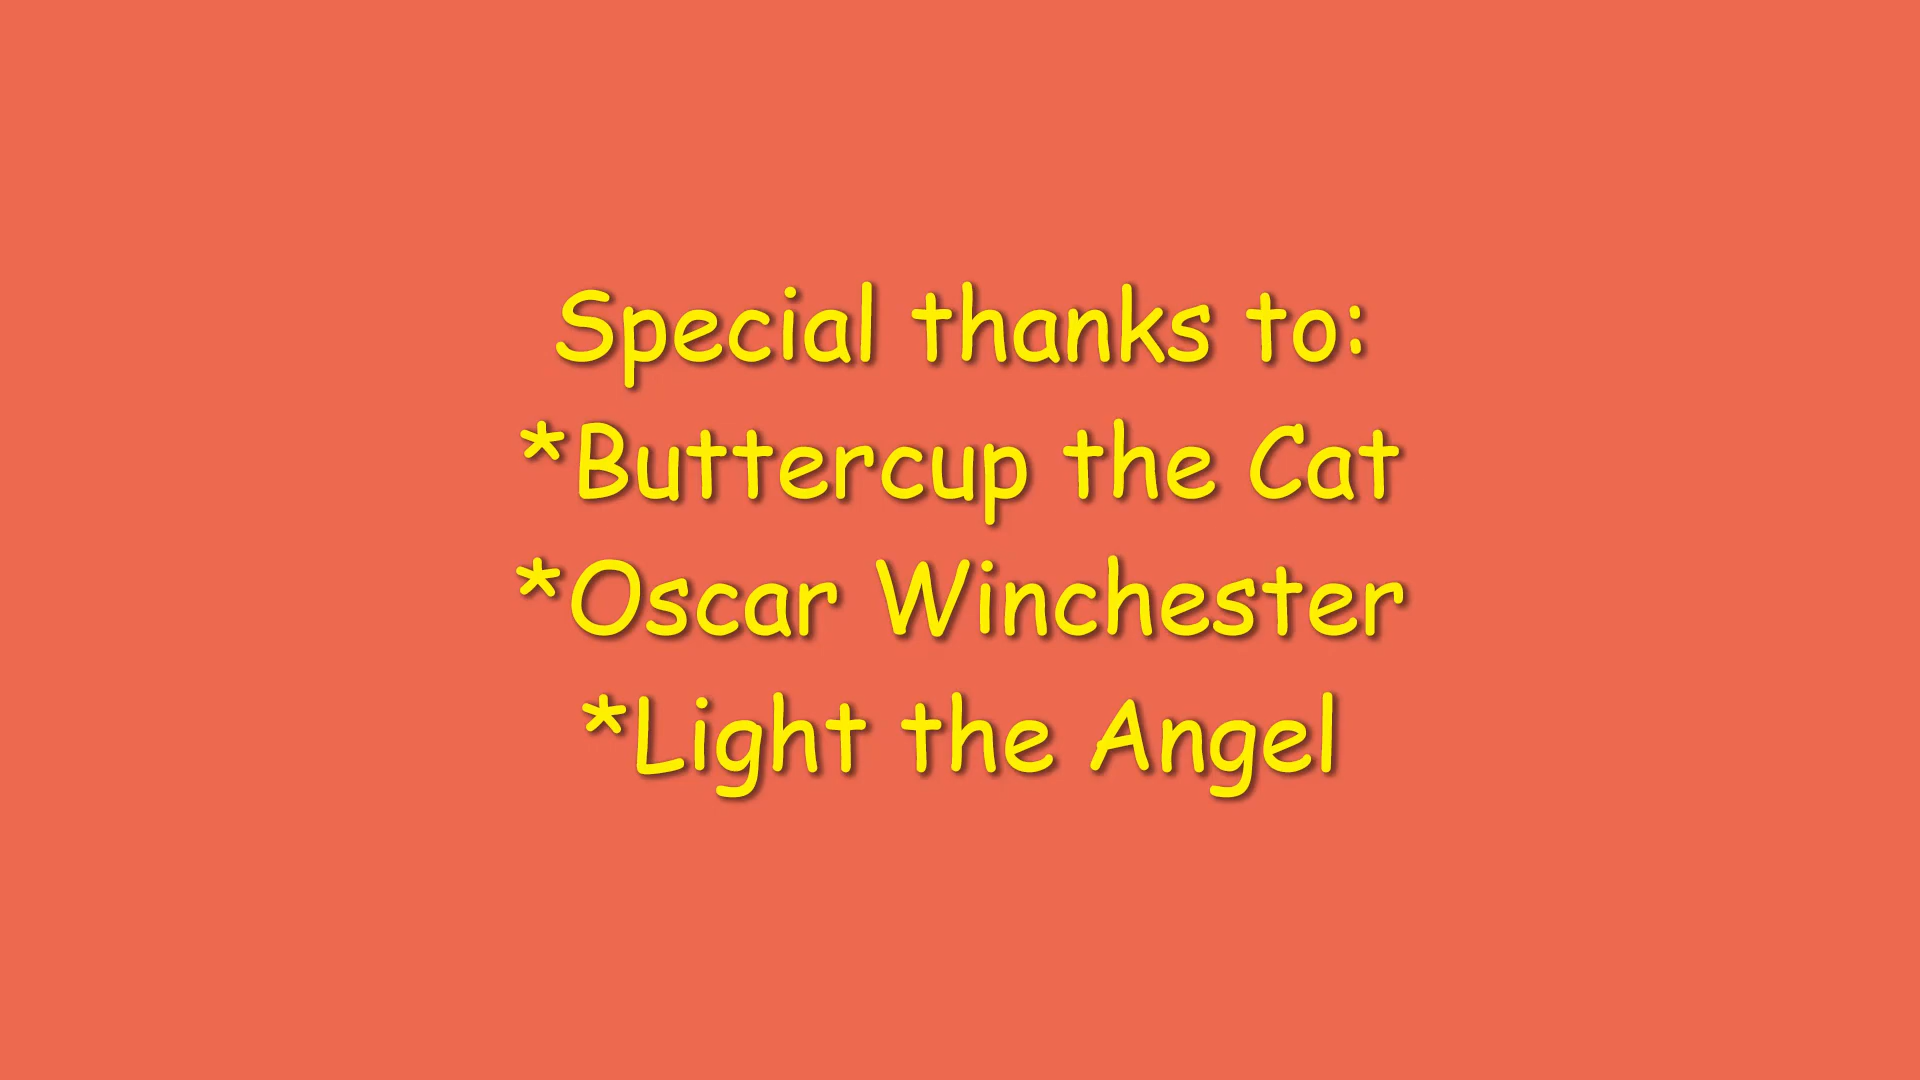 Special thanks to:
*Buttercup the Cat
*Oscar Winchester
*Light the Angel